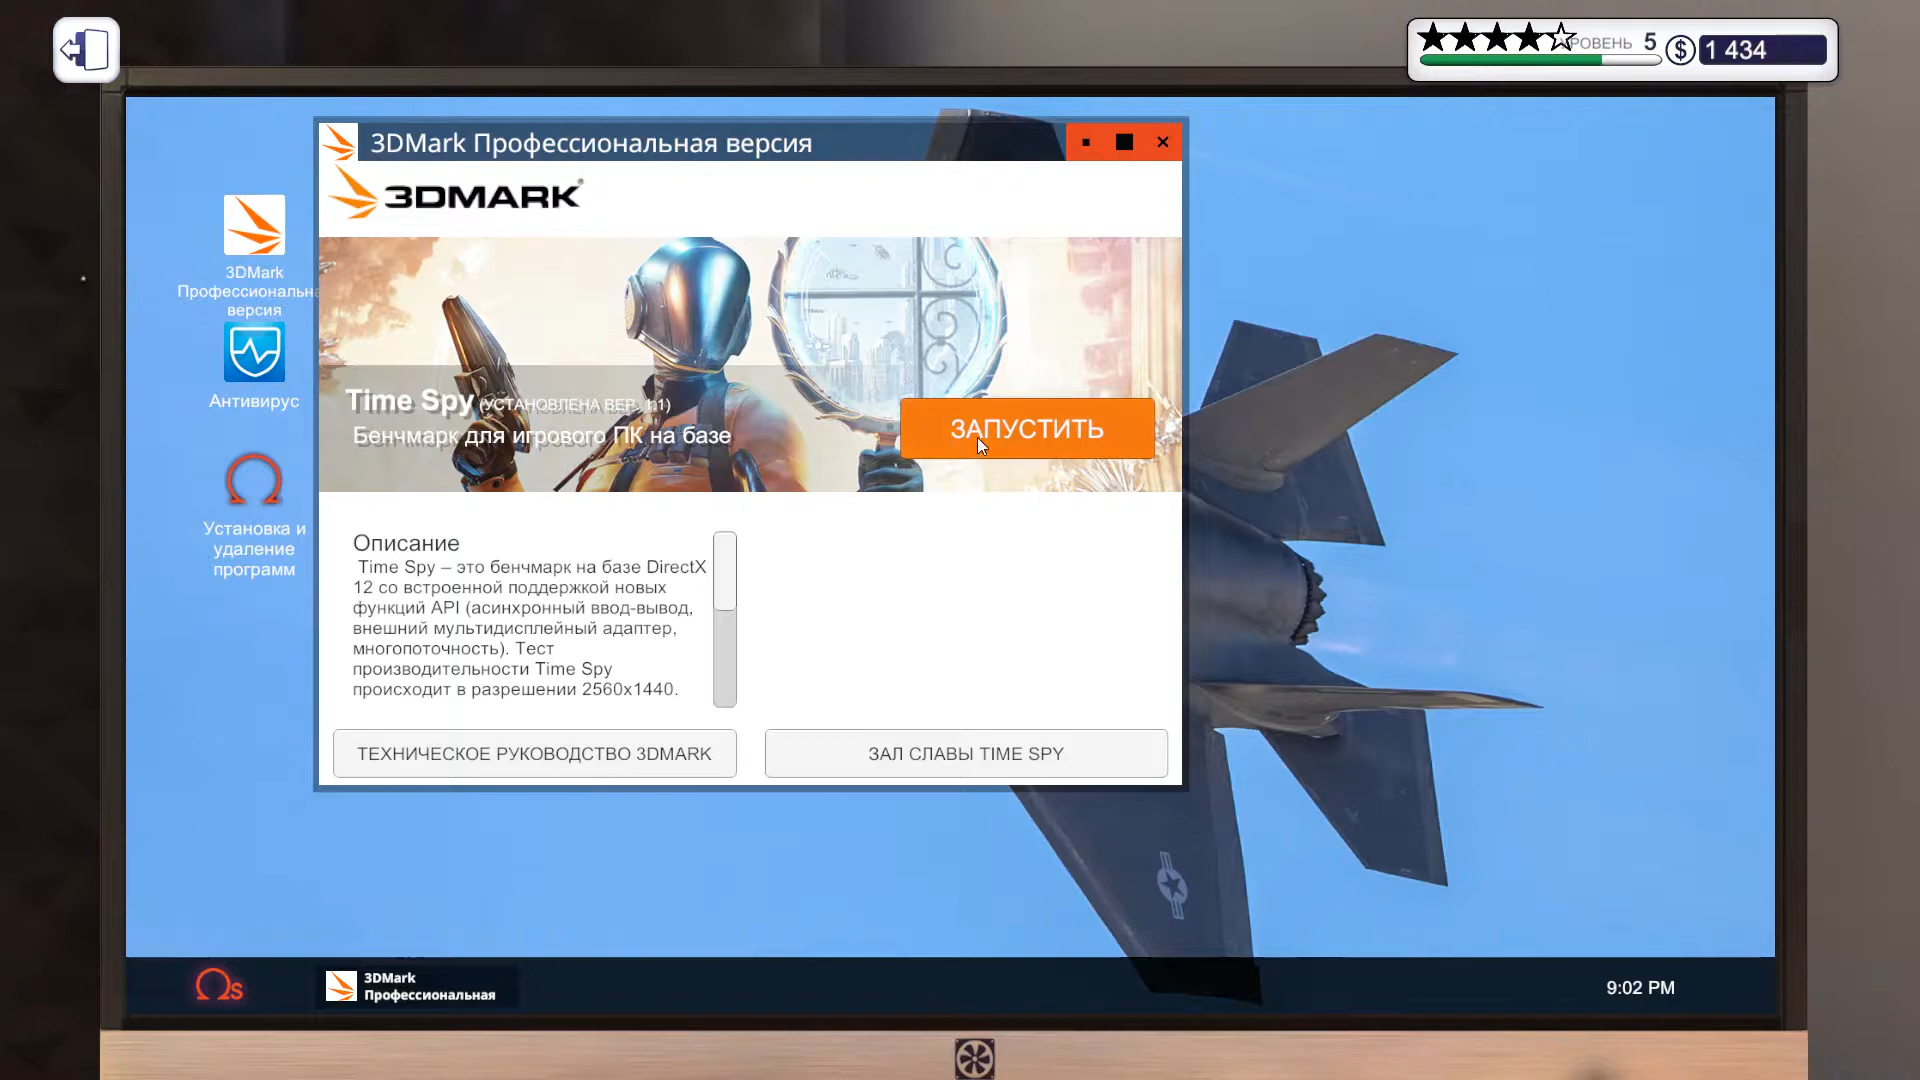 РОВЕНЬ 5
1 434
3DMark Профессиональная версия
3DMARK
3DMark
Профессиональна
версия
Антивирус
Установка и
удаление
программ
Time Spy (УСТАНОВЛЕНА ВЕР. 1.1)
Бенчмарк для игрового ПК на базе
ЗАПУСТИТЬ
Описание
Time Spy – это бенчмарк на базе DirectX
12 со встроенной поддержкой новых
функций API (асинхронный ввод-вывод,
внешний мультидисплейный адаптер,
многопоточность). Тест
производительности Time Spy
происходит в разрешении 2560x1440.
ТЕХНИЧЕСКОЕ РУКОВОДСТВО 3DMARK
ЗАЛ СЛАВЫ TIME SPY
Ωs
3DMark
Профессиональная
9:02 PM